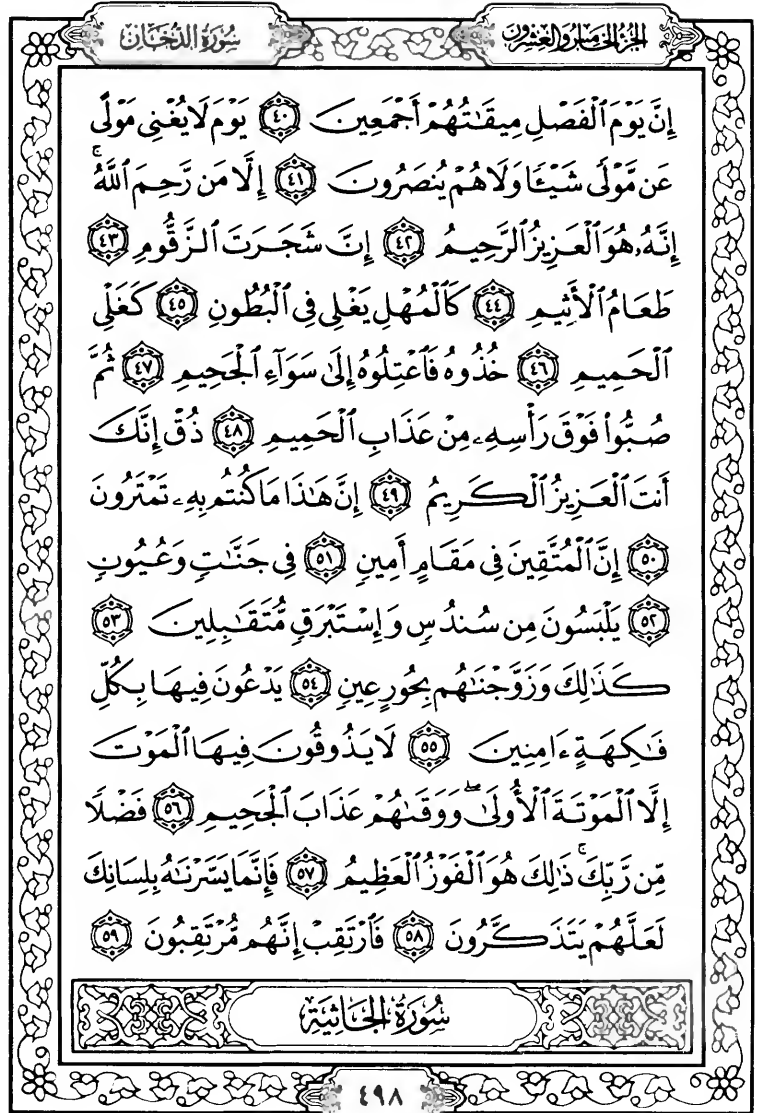 الجزء الخامس والعشرون
سورة الدخان
إِنَّ يَوْمَ ٱلْفَصْلِ مِيقَٰتُهُمْ أَجْمَعِينَ ٤٠ يَوْمَ لَا يُغْنِى مَوْلًى
عَن مَّوْلًى شَيْـًٔا وَلَا هُمْ يُنصَرُونَ ٤١ إِلَّا مَن رَّحِمَ ٱللَّهُ ۚ
إِنَّهُۥ هُوَ ٱلْعَزِيزُ ٱلرَّحِيمُ ٤٢ إِنَّ شَجَرَتَ ٱلزَّقُّومِ ٤٣
طَعَامُ ٱلْأَثِيمِ ٤٤ كَٱلْمُهْلِ يَغْلِى فِى ٱلْبُطُونِ ٤٥ كَغَلْىِ
ٱلْحَمِيمِ ٤٦ خُذُوهُ فَٱعْتِلُوهُ إِلَىٰ سَوَآءِ ٱلْجَحِيمِ ٤٧ ثُمَّ
صُبُّوا۟ فَوْقَ رَأْسِهِۦ مِنْ عَذَابِ ٱلْحَمِيمِ ٤٨ ذُقْ إِنَّكَ
أَنتَ ٱلْعَزِيزُ ٱلْكَرِيمُ ٤٩ إِنَّ هَٰذَا مَا كُنتُم بِهِۦ تَمْتَرُونَ
٥٠ إِنَّ ٱلْمُتَّقِينَ فِى مَقَامٍ أَمِينٍ ٥١ فِى جَنَّٰتٍ وَعُيُونٍ
٥٢ يَلْبَسُونَ مِن سُندُسٍ وَإِسْتَبْرَقٍ مُّتَقَٰبِلِينَ ٥٣
كَذَٰلِكَ وَزَوَّجْنَٰهُم بِحُورٍ عِينٍ ٥٤ يَدْعُونَ فِيهَا بِكُلِّ
فَٰكِهَةٍ ءَامِنِينَ ٥٥ لَا يَذُوقُونَ فِيهَا ٱلْمَوْتَ
إِلَّا ٱلْمَوْتَةَ ٱلْأُولَىٰ ۖ وَوَقَىٰهُمْ عَذَابَ ٱلْجَحِيمِ ٥٦ فَضْلًا
مِّن رَّبِّكَ ۚ ذَٰلِكَ هُوَ ٱلْفَوْزُ ٱلْعَظِيمُ ٥٧ فَإِنَّمَا يَسَّرْنَٰهُ بِلِسَانِكَ
لَعَلَّهُمْ يَتَذَكَّرُونَ ٥٨ فَٱرْتَقِبْ إِنَّهُم مُّرْتَقِبُونَ ٥٩
سُورَةُ الْجَاثِيَةِ
٤٩٨